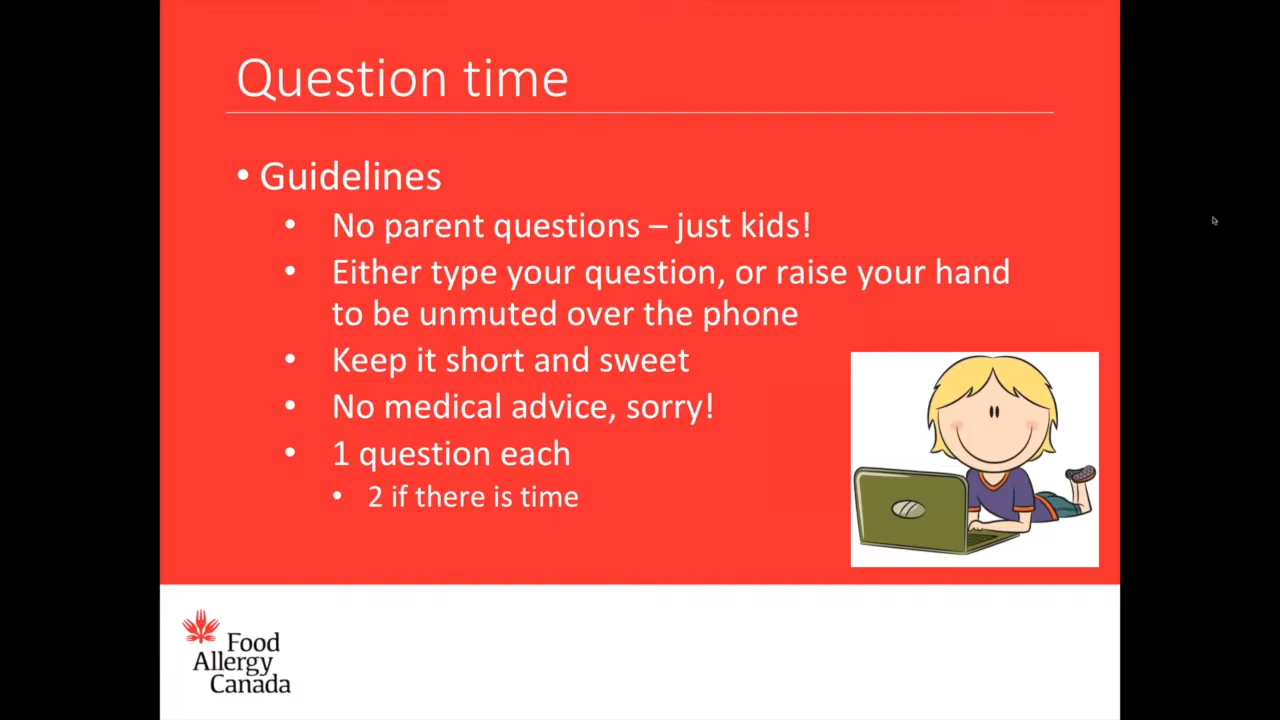 Question time
• Guidelines
• No parent questions – just kids!
• Either type your question, or raise your hand
to be unmuted over the phone
• Keep it short and sweet
• No medical advice, sorry!
• 1 question each
• 2 if there is time
Food
Allergy
Canada